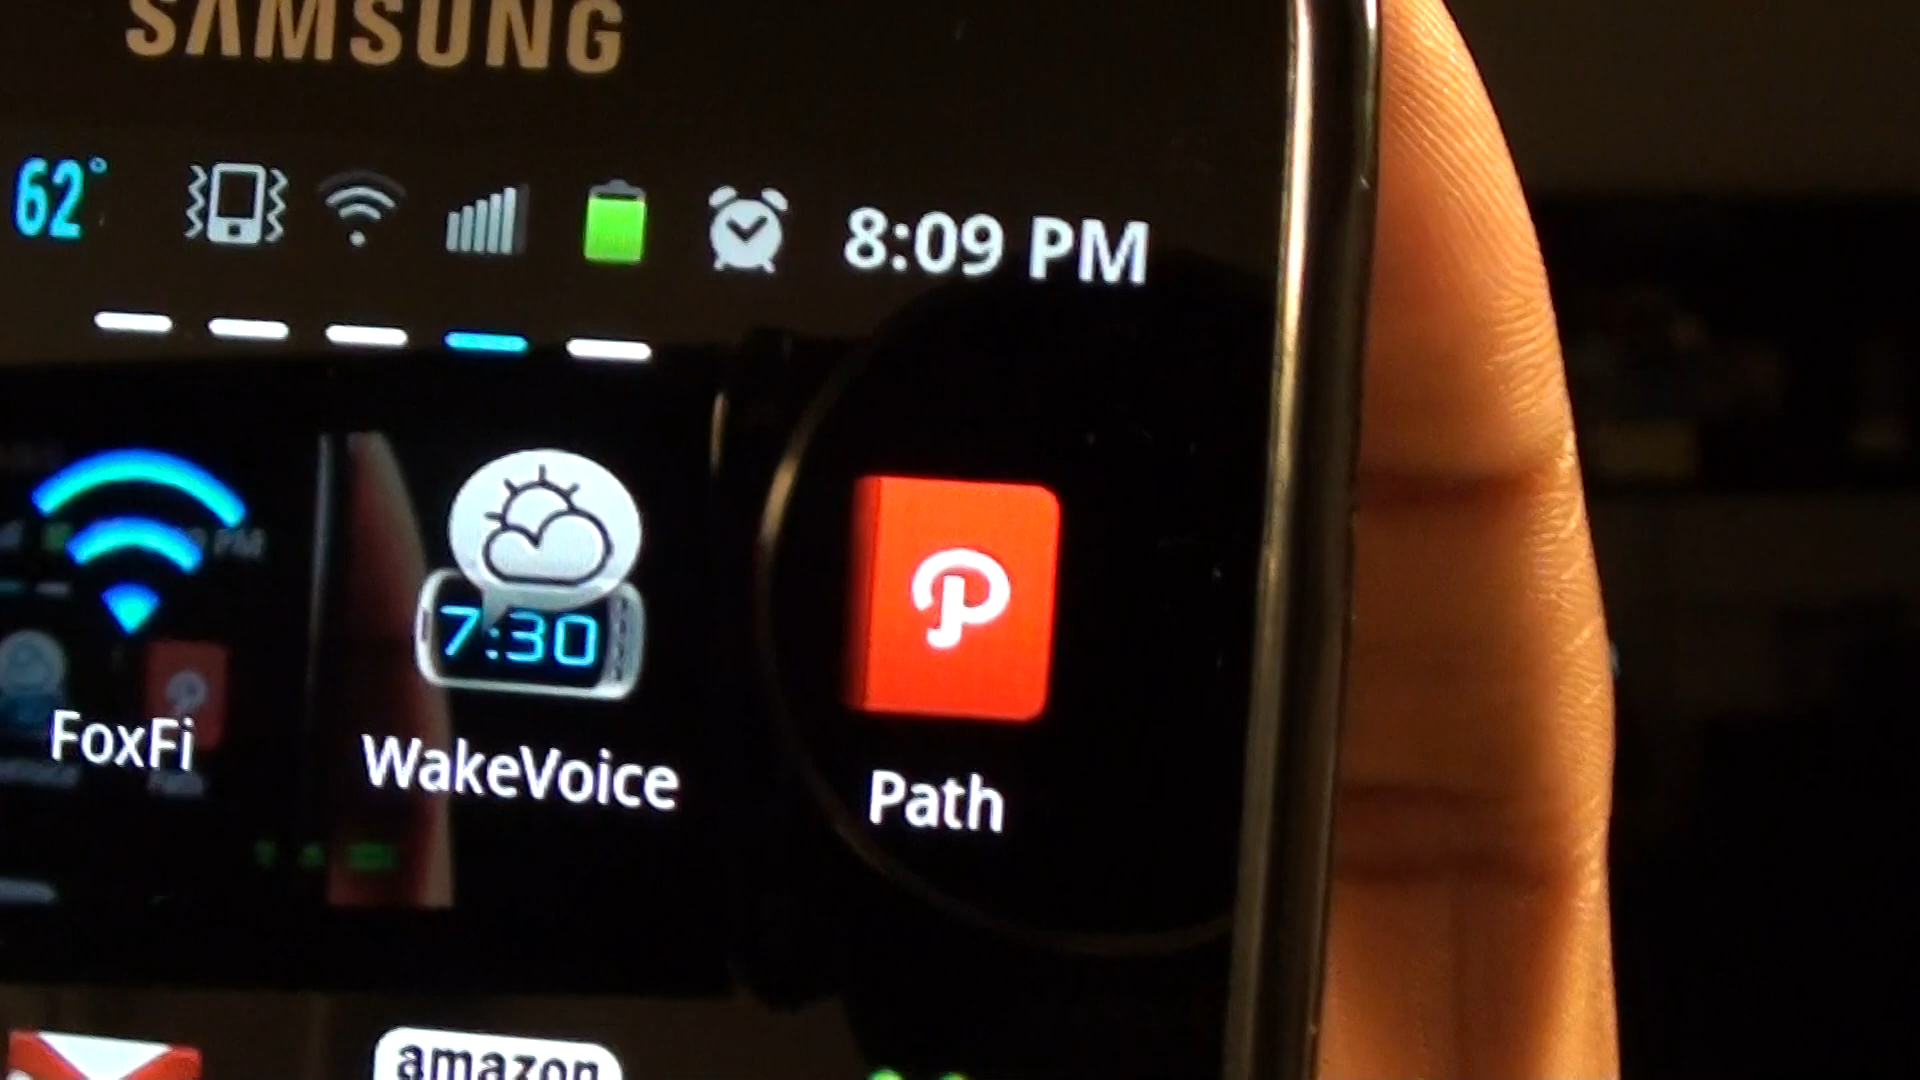 SAMSUNG
62° 8:09 PM
7:30
P
FoxFi WakeVoice Path
amazon